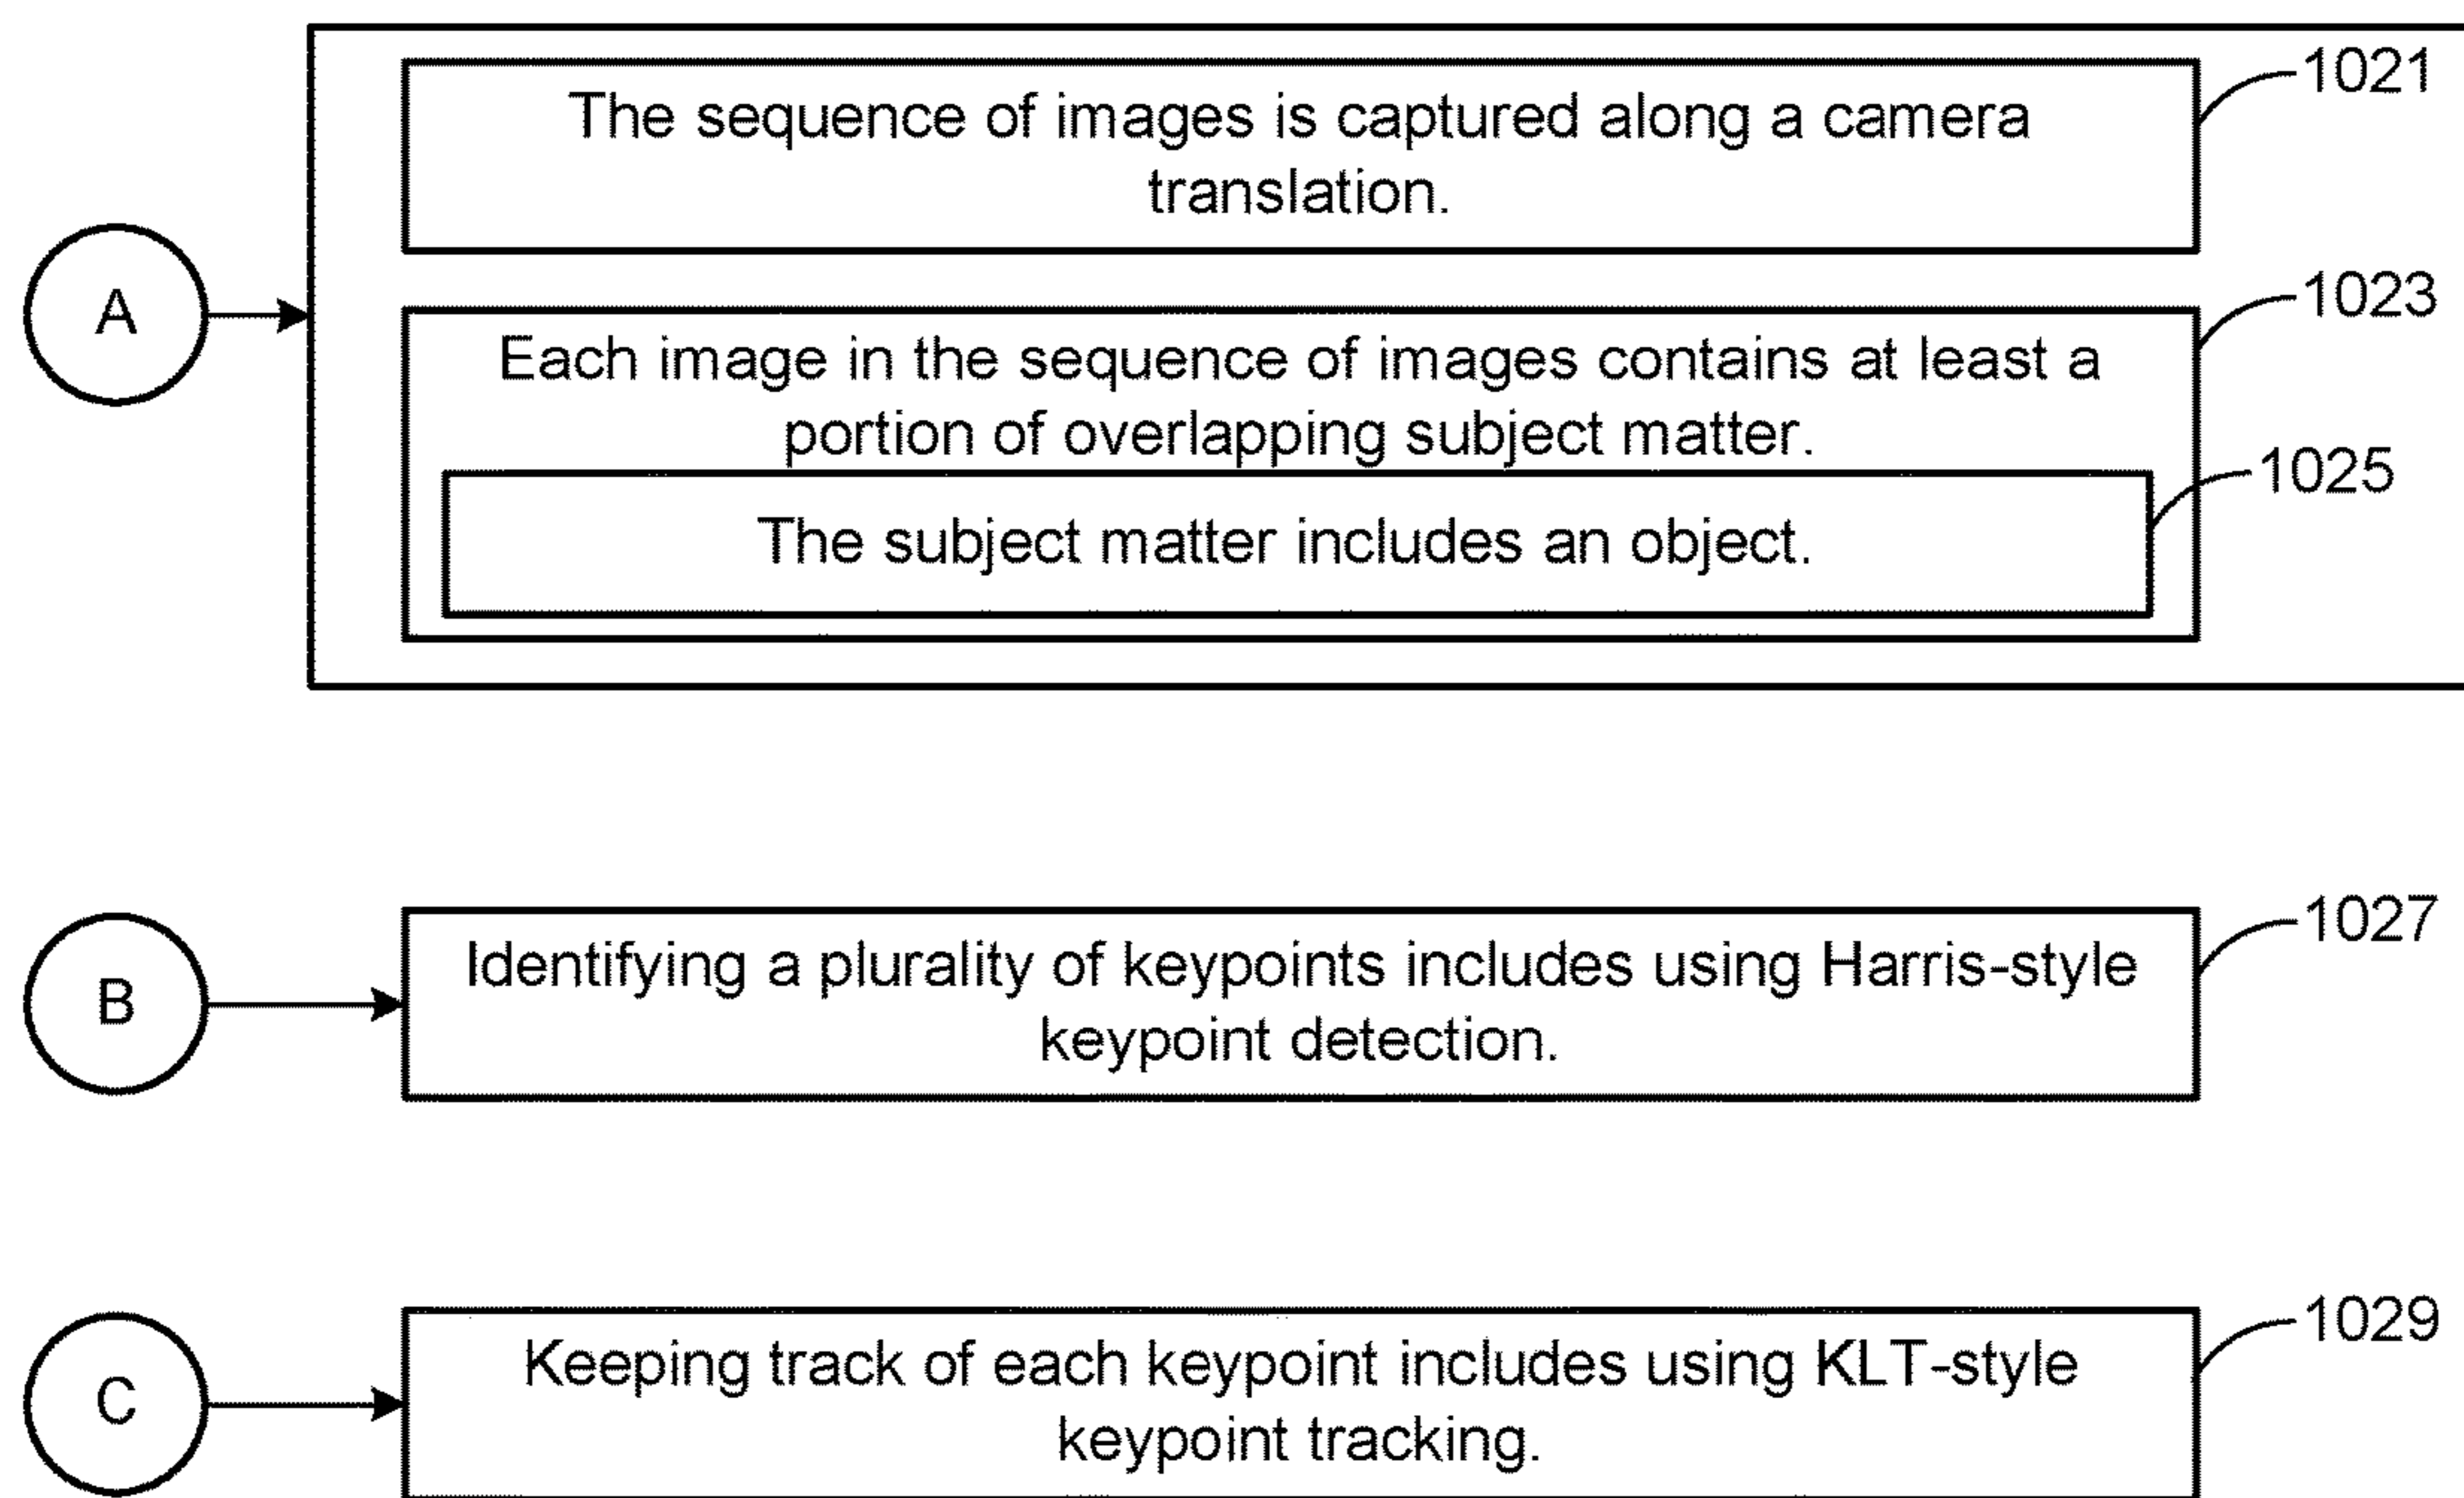 1021
The sequence of images is captured along a camera
translation.
A
1023
Each image in the sequence of images contains at least a
portion of overlapping subject matter.
1025
The subject matter includes an object.
1027
B
Identifying a plurality of keypoints includes using Harris-style
keypoint detection.
1029
C
Keeping track of each keypoint includes using KLT-style
keypoint tracking.